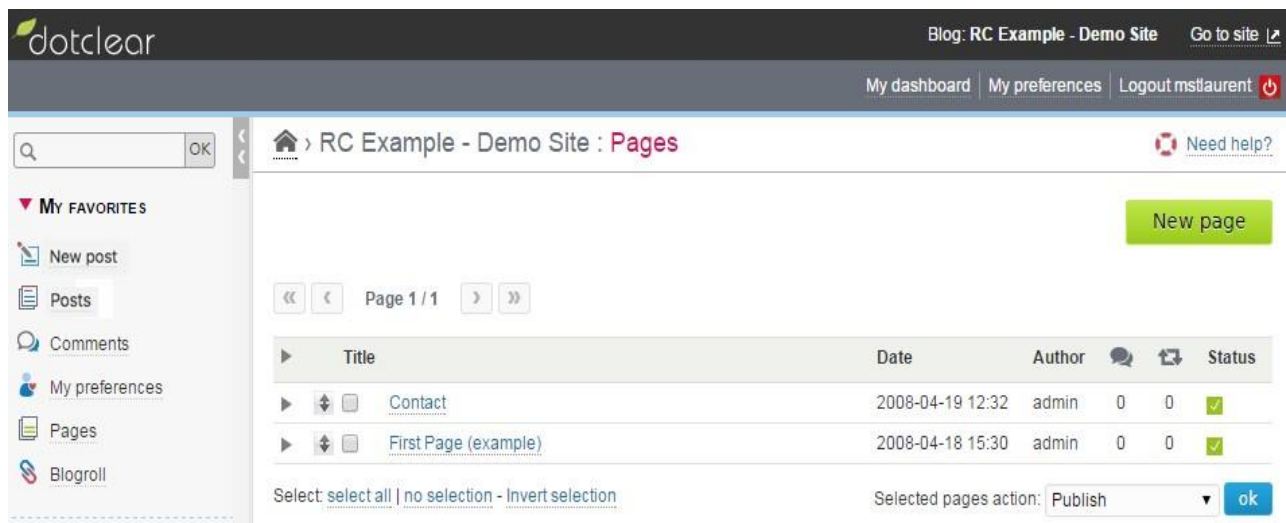 dotclear
Blog: RC Example - Demo Site Go to site
My dashboard My preferences Logout mstlaurent
OK
› RC Example - Demo Site : Pages
Need help?
MY FAVORITES
New post
Posts
Comments
My preferences
Pages
Blogroll
New page
« ‹ Page 1 / 1 › »
Title Date Author Status
Contact 2008-04-19 12:32 admin 0 0
First Page (example) 2008-04-18 15:30 admin 0 0
Select: select all | no selection - Invert selection
Selected pages action: Publish ok